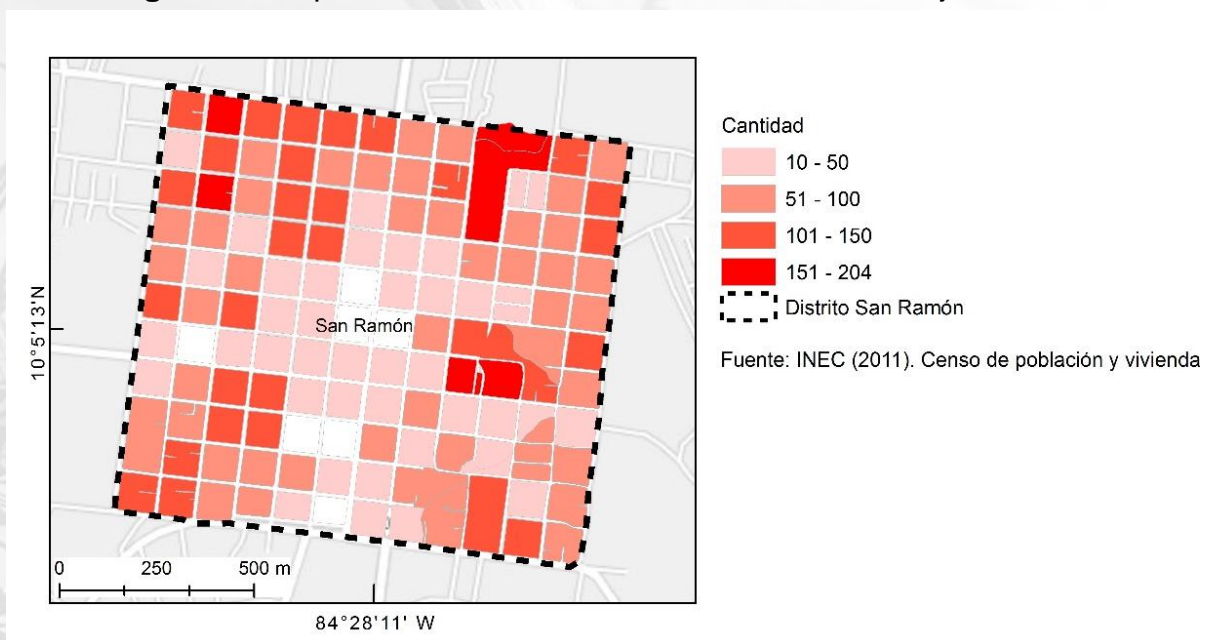 Cantidad
10 - 50
51 - 100
101 - 150
151 - 204
Distrito San Ramón
Fuente: INEC (2011). Censo de población y vivienda
San Ramón
10°5'13'N
0 250 500 m
84°28'11' W